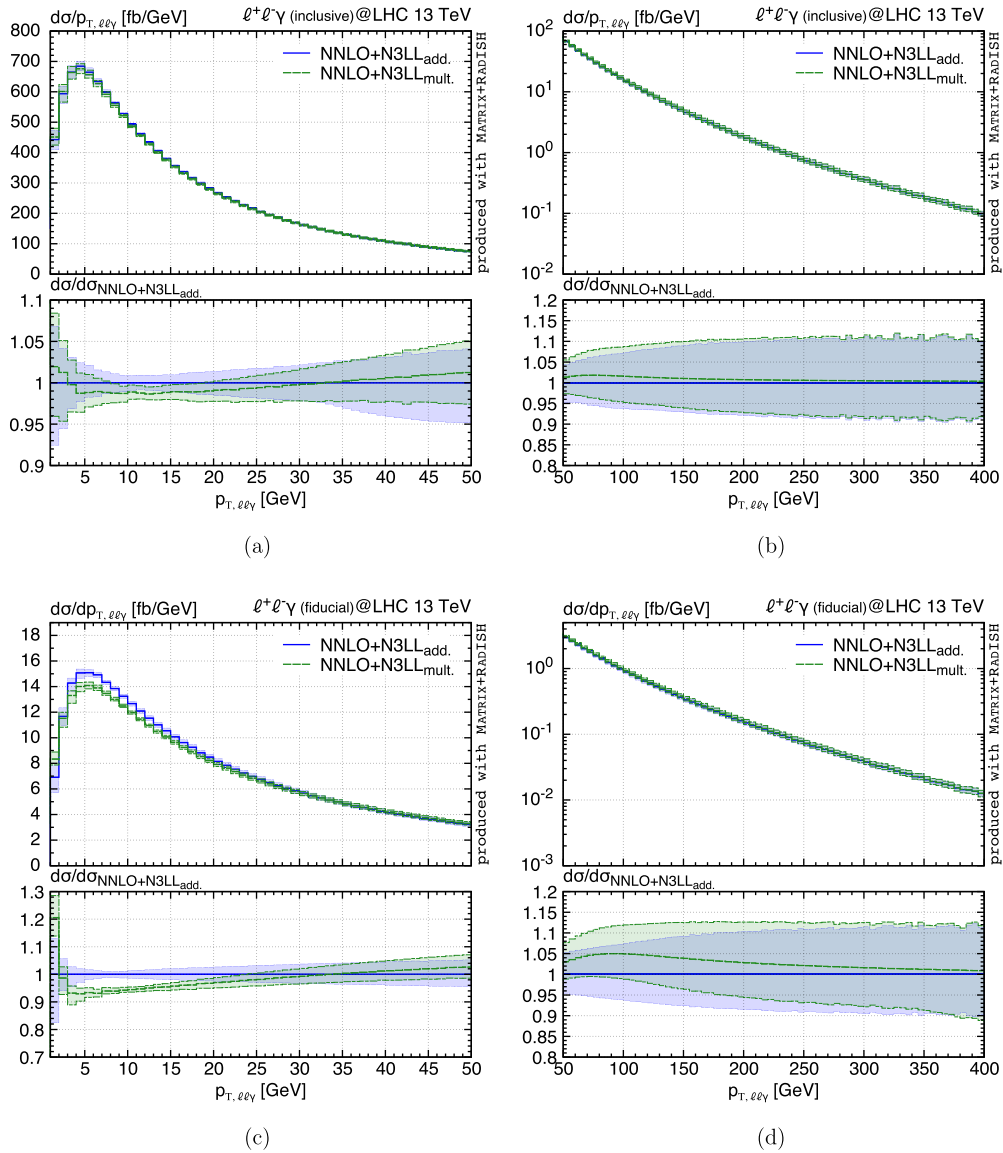 dσ/p_T,ℓℓγ [fb/GeV] ℓ⁺ℓ⁻γ (inclusive)@LHC 13 TeV
800
700
600
500
400
300
200
100
0
NNLO+N3LL_add.
NNLO+N3LL_mult.
produced with MATRIX+RADISH
dσ/dσ_NNLO+N3LL_add.
1.1
1.05
1
0.95
0.9
5 10 15 20 25 30 35 40 45 50
p_T,ℓℓγ [GeV]
(a)
dσ/p_T,ℓℓγ [fb/GeV] ℓ⁺ℓ⁻γ (inclusive)@LHC 13 TeV
10²
10¹
10⁰
10⁻¹
10⁻²
NNLO+N3LL_add.
NNLO+N3LL_mult.
produced with MATRIX+RADISH
dσ/dσ_NNLO+N3LL_add.
1.2
1.15
1.1
1.05
1
0.95
0.9
0.85
0.8
50 100 150 200 250 300 350 400
p_T,ℓℓγ [GeV]
(b)
dσ/dp_T,ℓℓγ [fb/GeV] ℓ⁺ℓ⁻γ (fiducial)@LHC 13 TeV
18
16
14
12
10
8
6
4
2
0
NNLO+N3LL_add.
NNLO+N3LL_mult.
produced with MATRIX+RADISH
dσ/dσ_NNLO+N3LL_add.
1.3
1.2
1.1
1
0.9
0.8
0.7
5 10 15 20 25 30 35 40 45 50
p_T,ℓℓγ [GeV]
(c)
dσ/dp_T,ℓℓγ [fb/GeV] ℓ⁺ℓ⁻γ (fiducial)@LHC 13 TeV
10⁰
10⁻¹
10⁻²
10⁻³
NNLO+N3LL_add.
NNLO+N3LL_mult.
produced with MATRIX+RADISH
dσ/dσ_NNLO+N3LL_add.
1.2
1.15
1.1
1.05
1
0.95
0.9
0.85
0.8
50 100 150 200 250 300 350 400
p_T,ℓℓγ [GeV]
(d)